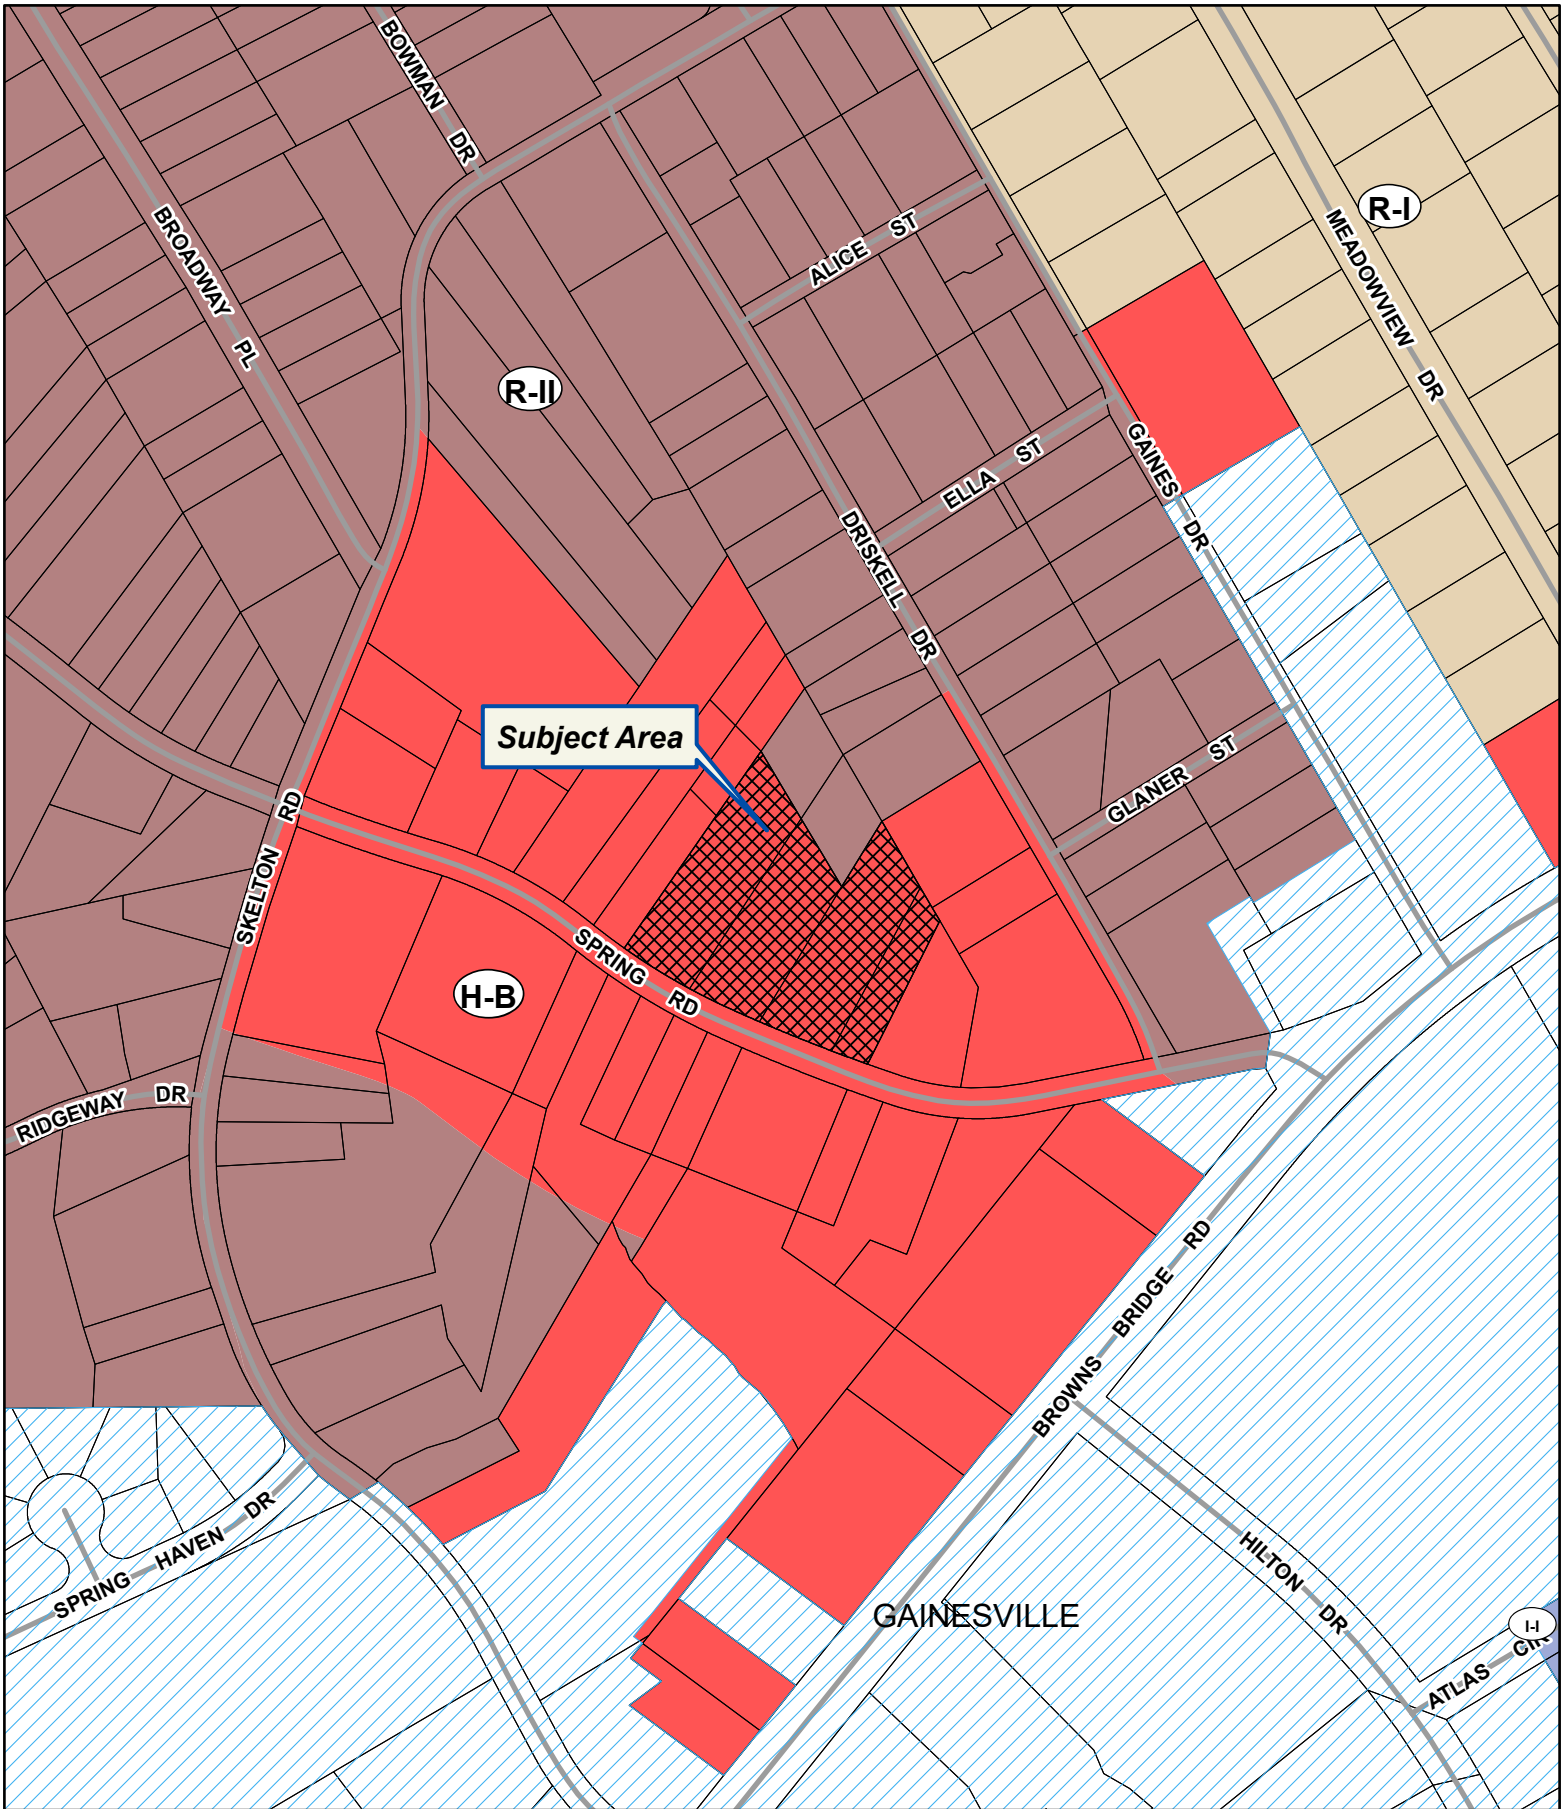 BOWMAN DR
BROADWAY PL
R-I
ALICE ST
MEADOWVIEW DR
R-II
GAINES DR
ELLA ST
DRISKELL DR
Subject Area
GLANER ST
SKELTON RD
SPRING RD
H-B
RIDGEWAY DR
BROWNS BRIDGE RD
SPRING HAVEN DR
HILTON DR
GAINESVILLE
I-I
ATLAS CIR